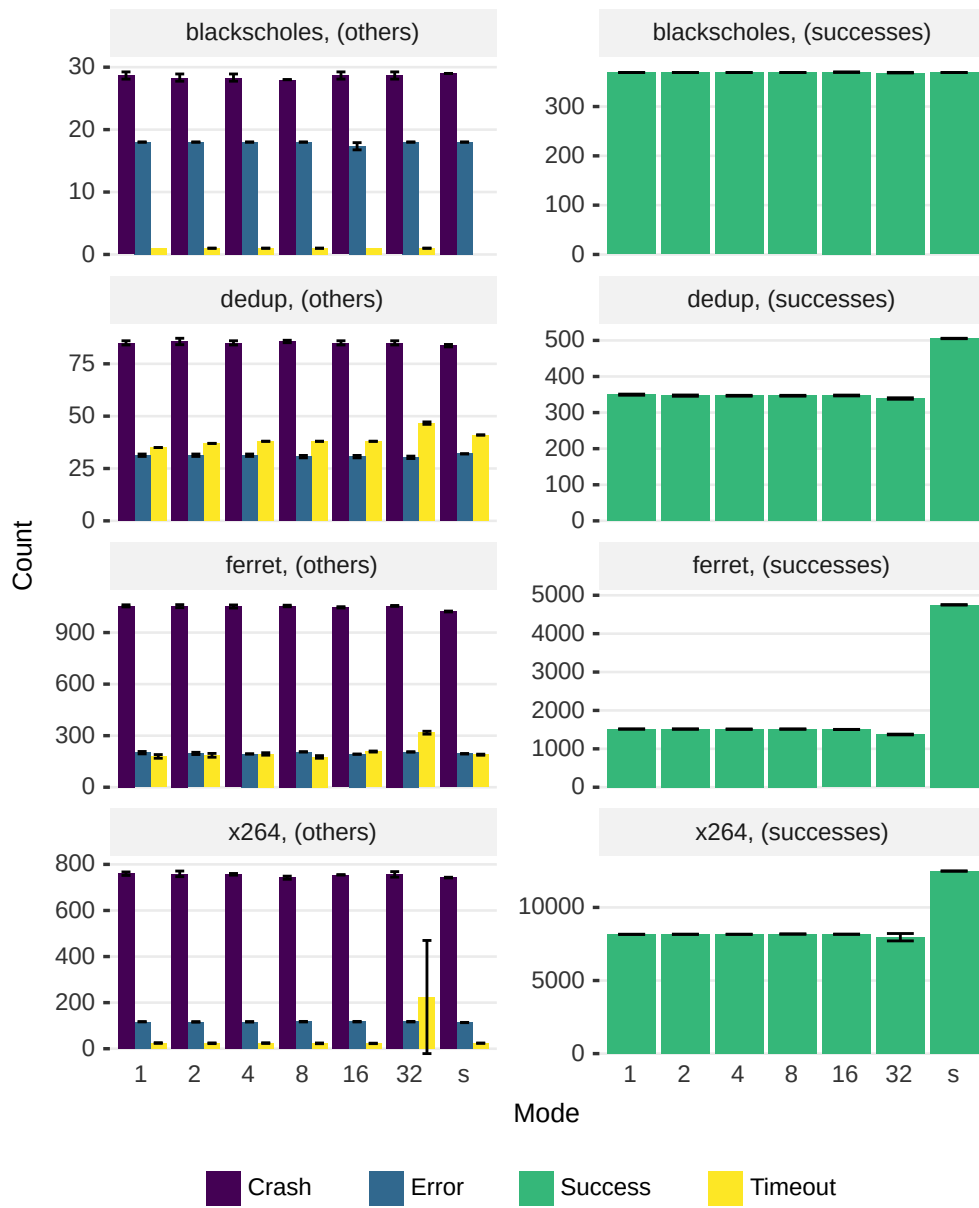 blackscholes, (others)
blackscholes, (successes)
30
20
10
0
300
200
100
0
dedup, (others)
dedup, (successes)
75
50
25
0
500
400
300
200
100
0
Count
ferret, (others)
ferret, (successes)
900
600
300
0
5000
4000
3000
2000
1000
0
x264, (others)
x264, (successes)
800
600
400
200
0
10000
5000
0
1 2 4 8 16 32 s
1 2 4 8 16 32 s
Mode
Crash Error Success Timeout